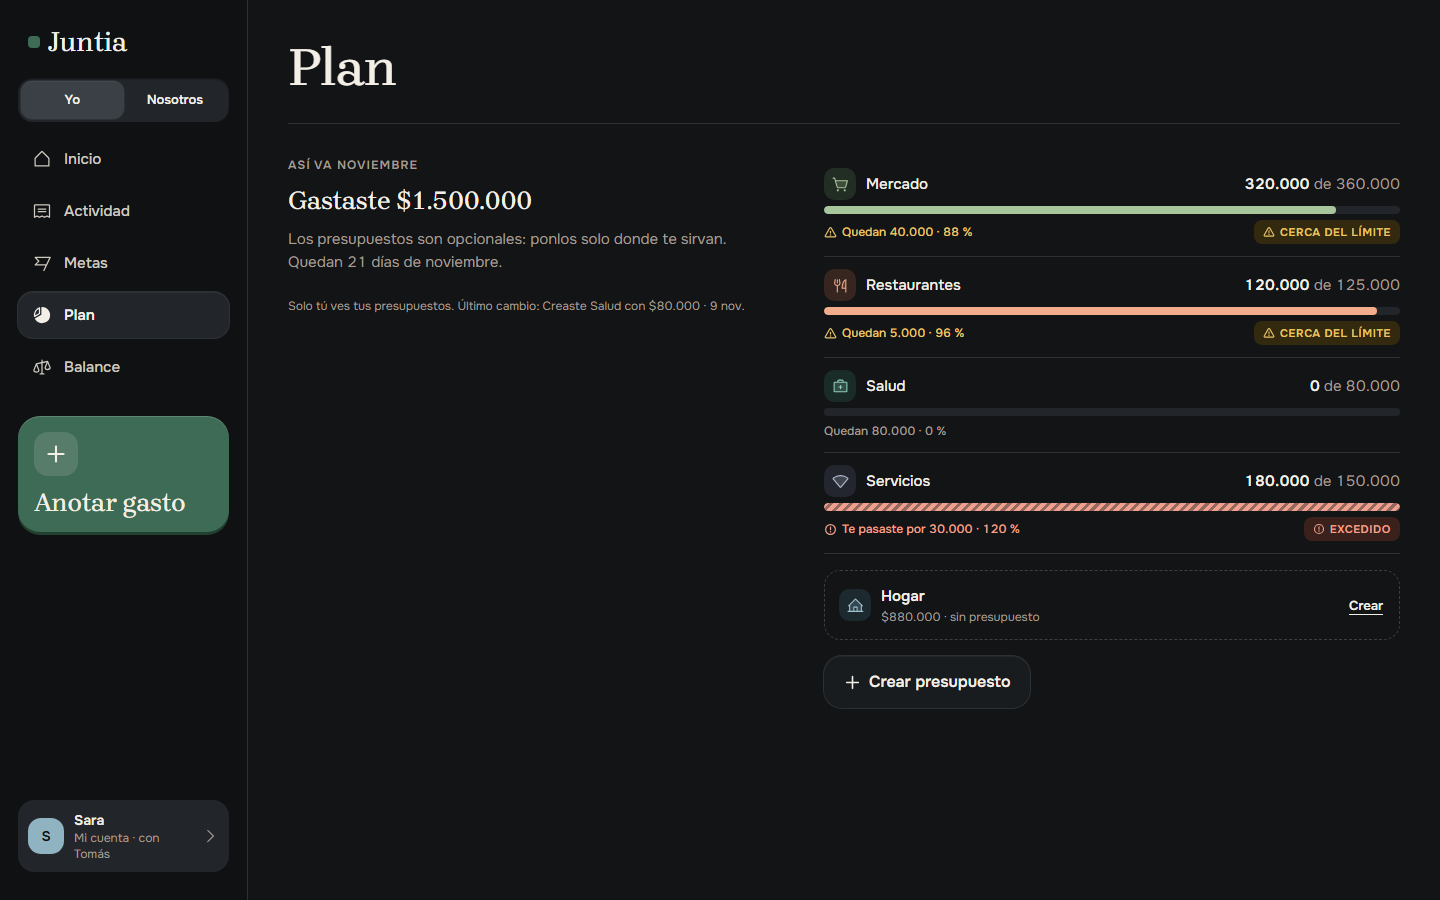 Juntia
Yo
Nosotros
Inicio
Actividad
Metas
Plan
Balance
Anotar gasto
S
Sara
Mi cuenta · con
Tomás
Plan
ASÍ VA NOVIEMBRE
Gastaste $1.500.000
Los presupuestos son opcionales: ponlos solo donde te sirvan.
Quedan 21 días de noviembre.
Solo tú ves tus presupuestos. Último cambio: Creaste Salud con $80.000 · 9 nov.
Mercado
320.000 de 360.000
Quedan 40.000 · 88 %
CERCA DEL LÍMITE
Restaurantes
120.000 de 125.000
Quedan 5.000 · 96 %
CERCA DEL LÍMITE
Salud
0 de 80.000
Quedan 80.000 · 0 %
Servicios
180.000 de 150.000
Te pasaste por 30.000 · 120 %
EXCEDIDO
Hogar
$880.000 · sin presupuesto
Crear
Crear presupuesto